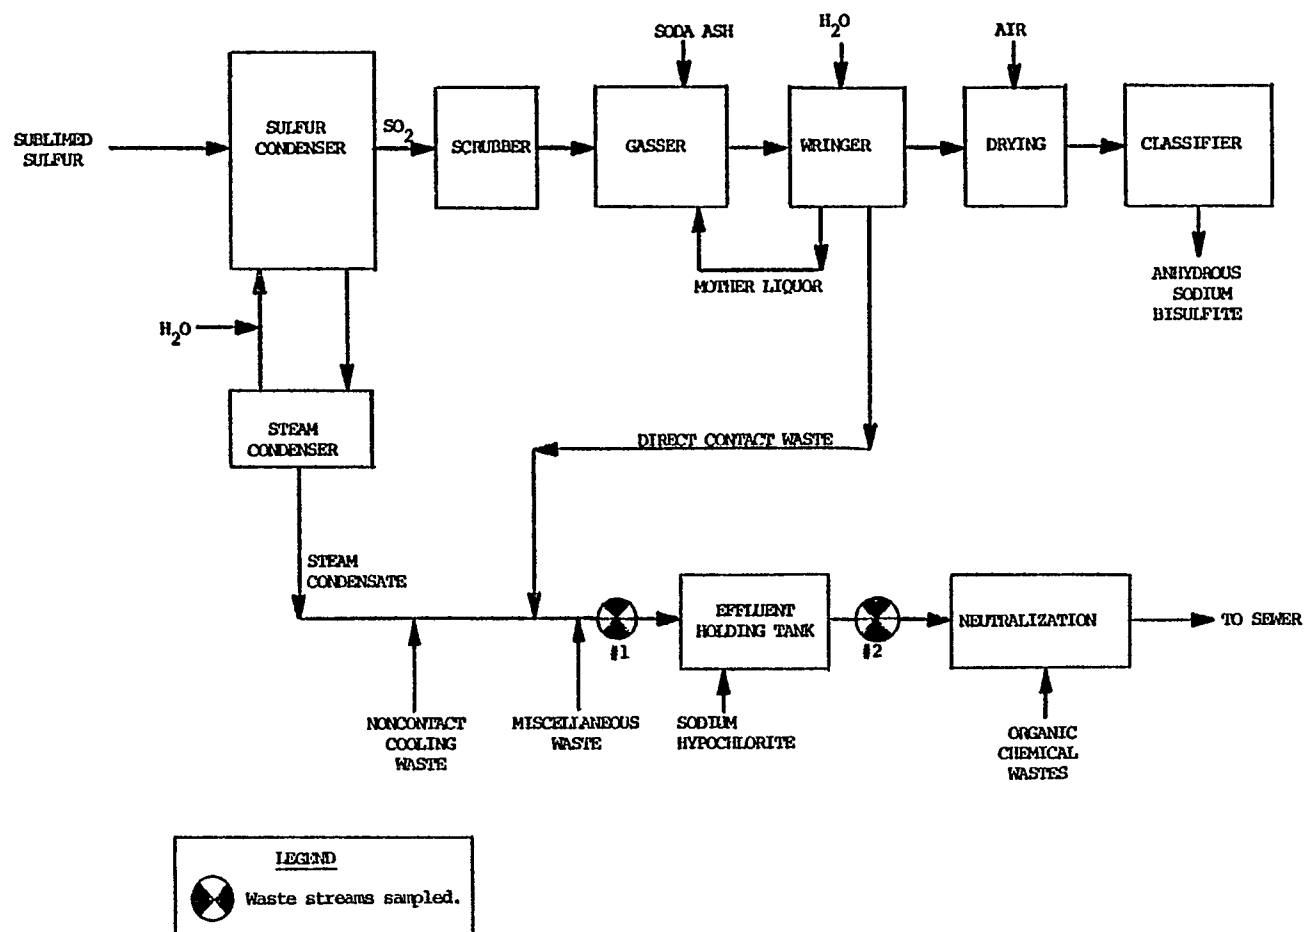 SODA ASH
H2O
AIR
SUBLIMED
SULFUR
SULFUR
CONDENSER
SO2
SCRUBBER
GASSER
WRINGER
DRYING
CLASSIFIER
MOTHER LIQUOR
ANHYDROUS
SODIUM
BISULFITE
H2O
STEAM
CONDENSER
DIRECT CONTACT WASTE
STEAM
CONDENSATE
EFFLUENT
HOLDING TANK
NEUTRALIZATION
TO SEWER
#1
#2
NONCONTACT
COOLING
WASTE
MISCELLANEOUS
WASTE
SODIUM
HYPOCHLORITE
ORGANIC
CHEMICAL
WASTES
LEGEND
Waste streams sampled.